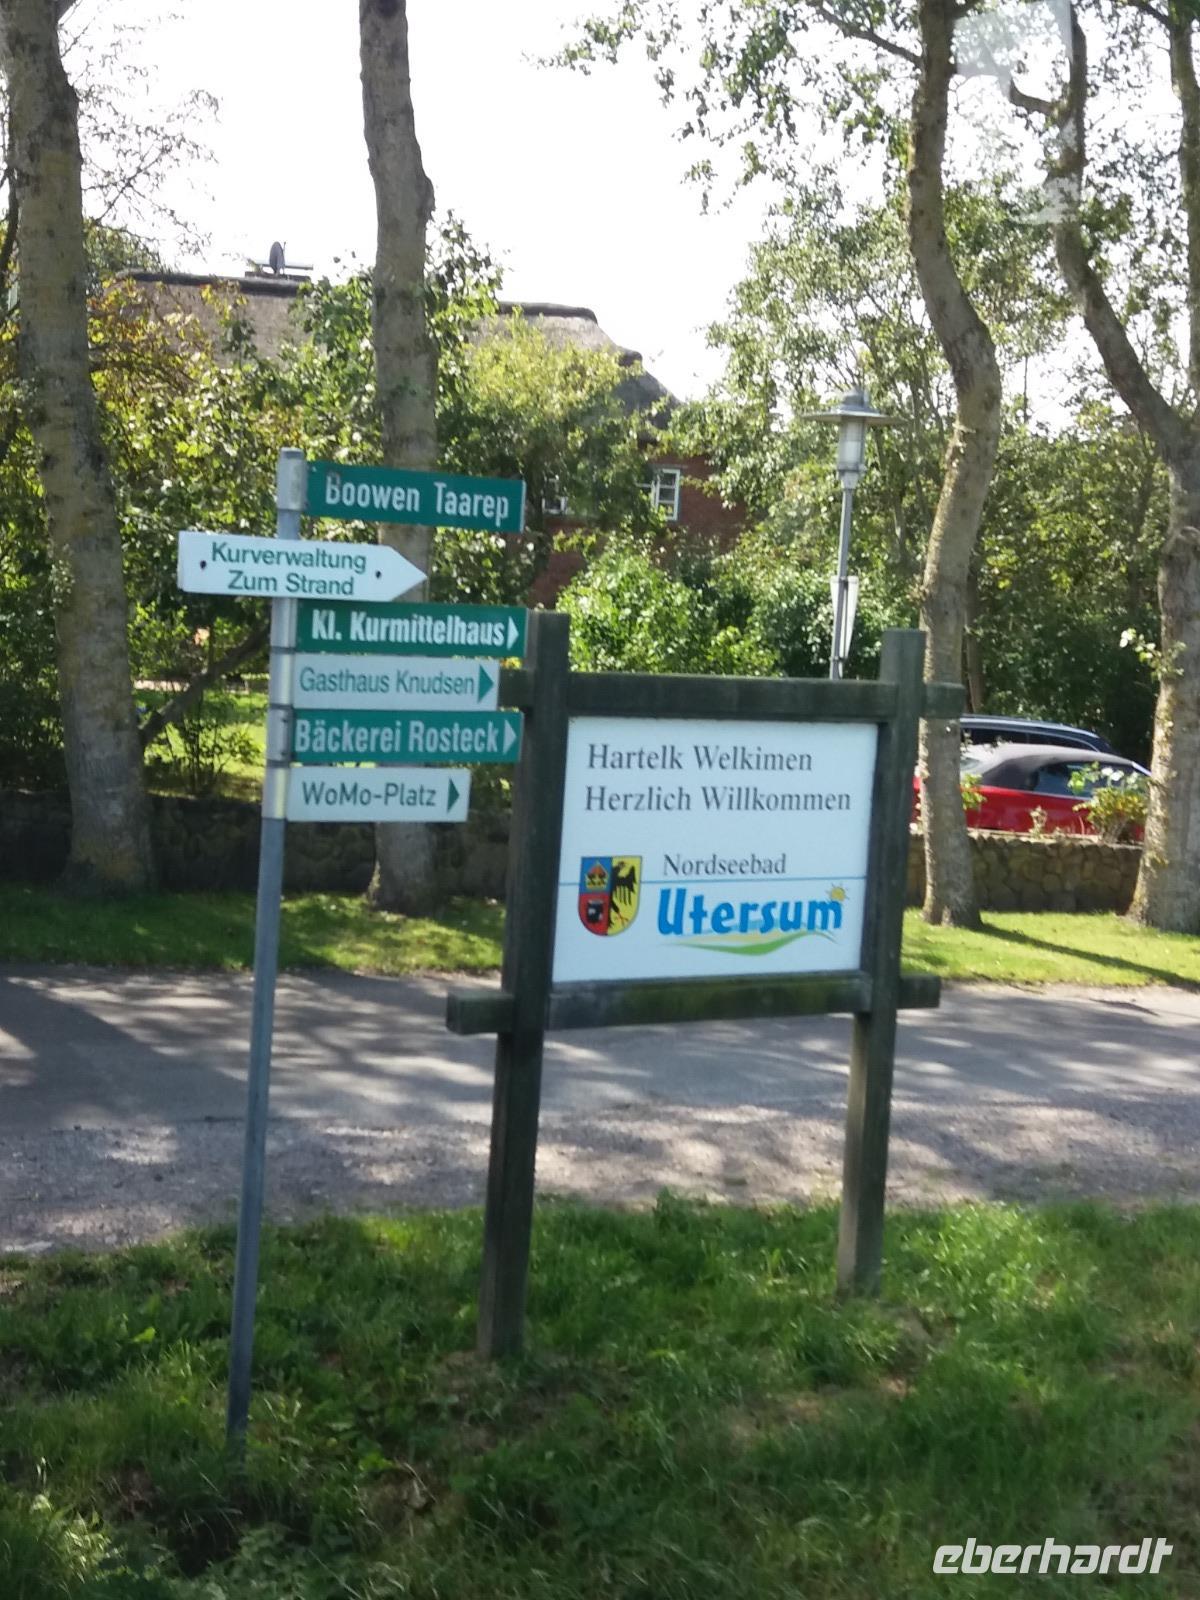 Boowen Taarep
Kurverwaltung
Zum Strand
Kl. Kurmittelhaus
Gasthaus Knudsen
Bäckerei Rosteck
WoMo-Platz
Hartelk Welkimen
Herzlich Willkommen
Nordseebad
Utersum
eberhardt